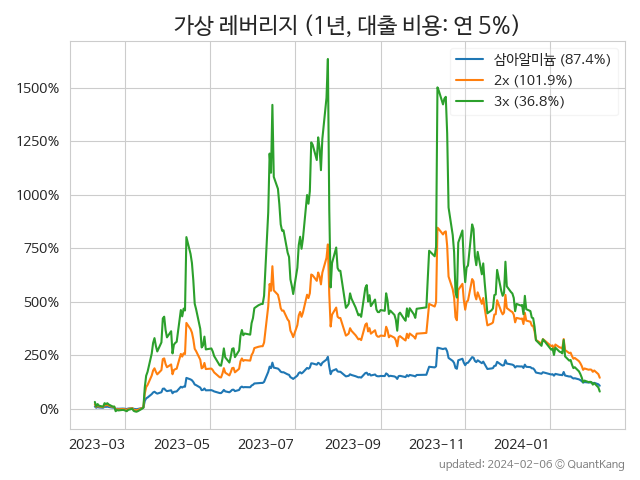 가상 레버리지 (1년, 대출 비용: 연 5%)
삼아알미늄 (87.4%)
2x (101.9%)
3x (36.8%)
1500%
1250%
1000%
750%
500%
250%
0%
2023-03
2023-05
2023-07
2023-09
2023-11
2024-01
updated: 2024-02-06 © QuantKang